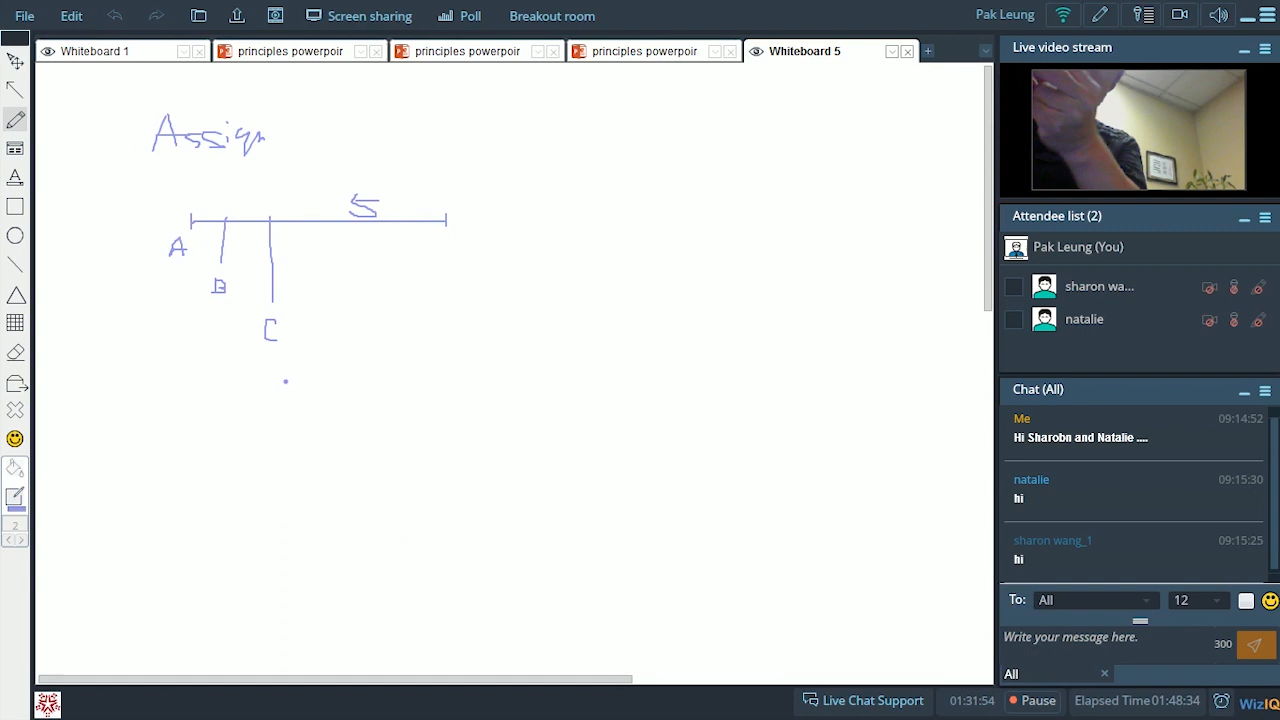 File Edit Screen sharing Poll Breakout room Pak Leung
Whiteboard 1 principles powerpoir principles powerpoir principles powerpoir Whiteboard 5
Live video stream
Assign
5
A
B
C
Attendee list (2)
Pak Leung (You)
sharon wa...
natalie
Chat (All)
Me 09:14:52
Hi Sharobn and Natalie ....
natalie 09:15:30
hi
sharon wang_1 09:15:25
hi
To: All 12
Write your message here. 300
All
2
Live Chat Support 01:31:54 Pause Elapsed Time 01:48:34 WizIQ